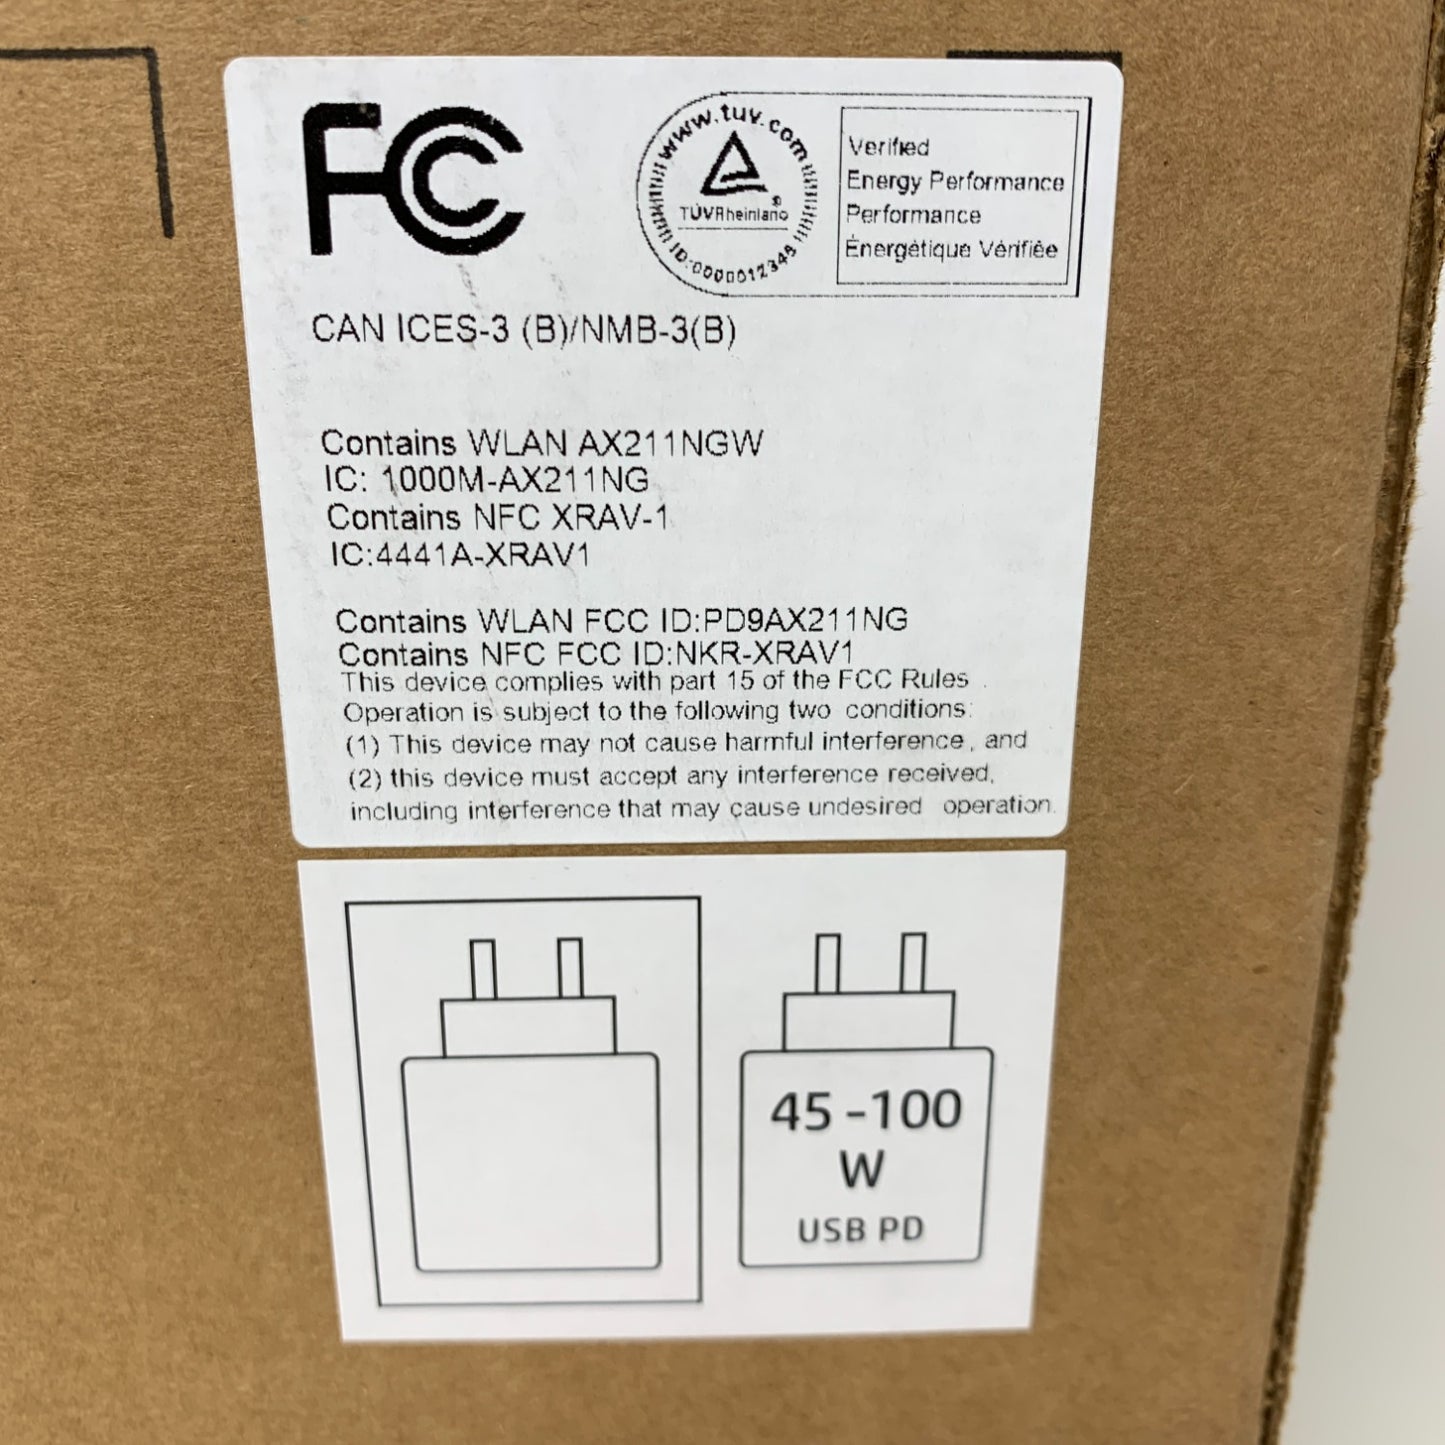 FC
www.tuv.com
TÜVRheinland
®
ID:0000012345
Verified
Energy Performance
Performance
Énergétique Vérifiée
CAN ICES-3 (B)/NMB-3(B)
Contains WLAN AX211NGW
IC: 1000M-AX211NG
Contains NFC XRAV-1
IC:4441A-XRAV1
Contains WLAN FCC ID:PD9AX211NG
Contains NFC FCC ID:NKR-XRAV1
This device complies with part 15 of the FCC Rules .
Operation is subject to the following two conditions:
(1) This device may not cause harmful interference, and
(2) this device must accept any interference received,
including interference that may cause undesired operation.
45-100
W
USB PD